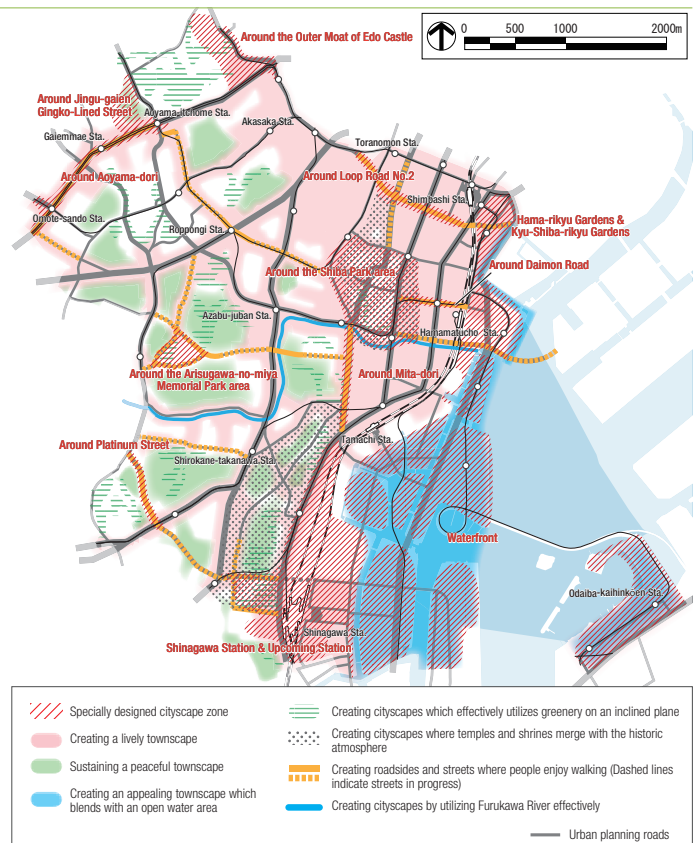 0 500 1000 2000m
Around the Outer Moat of Edo Castle
Around Jingu-gaien
Gingko-Lined Street
Aoyama-itchome Sta.
Akasaka Sta.
Gaiemmae Sta.
Toranomon Sta.
Around Aoyama-dori
Around Loop Road No.2
Shimbashi Sta.
Omote-sando Sta.
Roppongi Sta.
Hama-rikyu Gardens &
Kyu-Shiba-rikyu Gardens
Around the Shiba Park area
Around Daimon Road
Azabu-juban Sta.
Hamamatucho Sta.
Around the Arisugawa-no-miya
Memorial Park area
Around Mita-dori
Around Platinum Street
Tamachi Sta.
Shirokane-takanawa Sta.
Waterfront
Odaiba-kaihinkoen Sta.
Shinagawa Sta.
Shinagawa Station & Upcoming Station
Specially designed cityscape zone
Creating a lively townscape
Sustaining a peaceful townscape
Creating an appealing townscape which
blends with an open water area
Creating cityscapes which effectively utilizes greenery on an inclined plane
Creating cityscapes where temples and shrines merge with the historic
atmosphere
Creating roadsides and streets where people enjoy walking (Dashed lines
indicate streets in progress)
Creating cityscapes by utilizing Furukawa River effectively
Urban planning roads